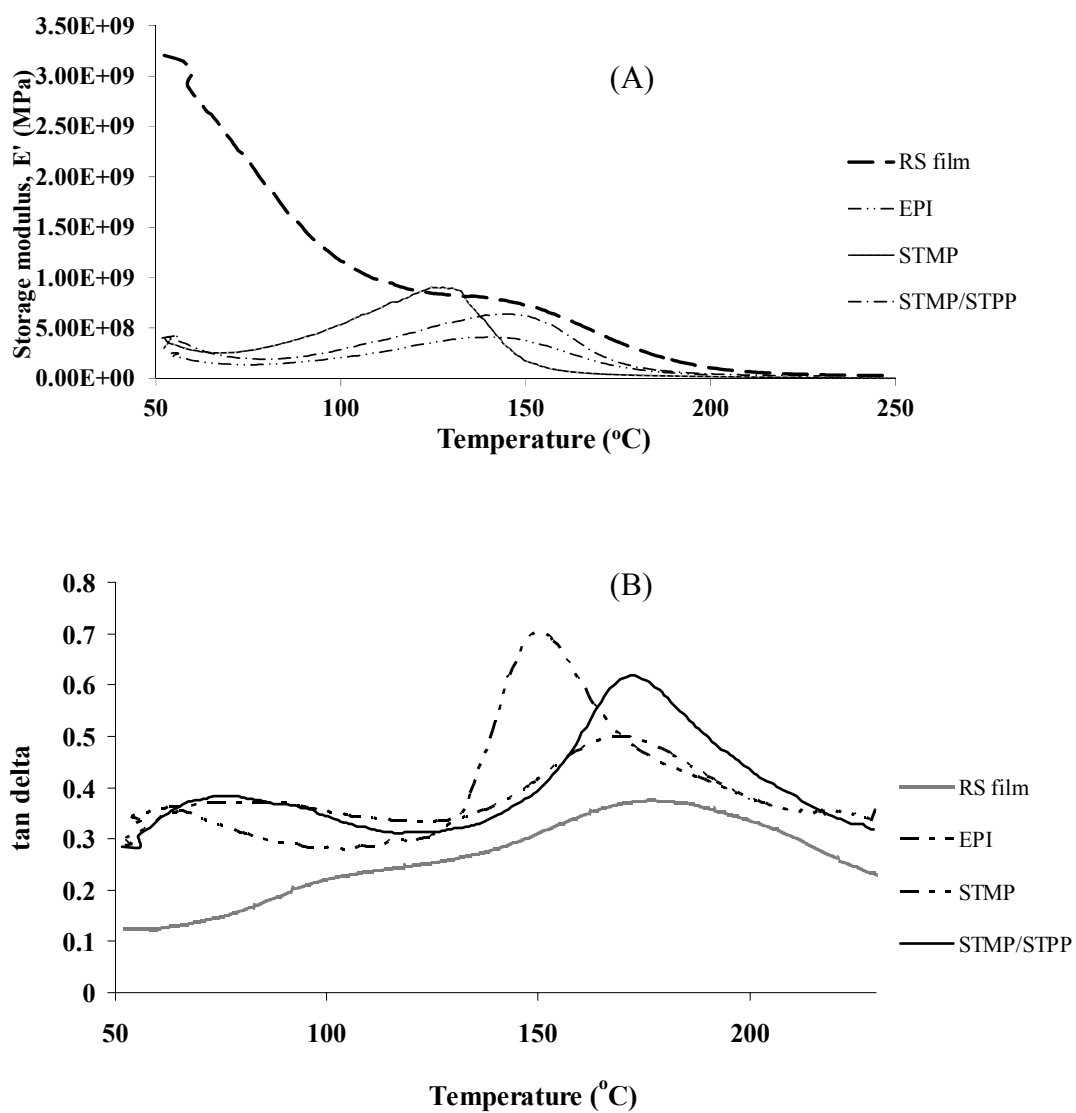 3.50E+09
3.00E+09
2.50E+09
2.00E+09
1.50E+09
1.00E+09
5.00E+08
0.00E+00
Storage modulus, E' (MPa)
(A)
RS film
EPI
STMP
STMP/STPP
50 100 150 200 250
Temperature (°C)
(B)
0.8
0.7
0.6
0.5
0.4
0.3
0.2
0.1
0
tan delta
RS film
EPI
STMP
STMP/STPP
50 100 150 200
Temperature (°C)